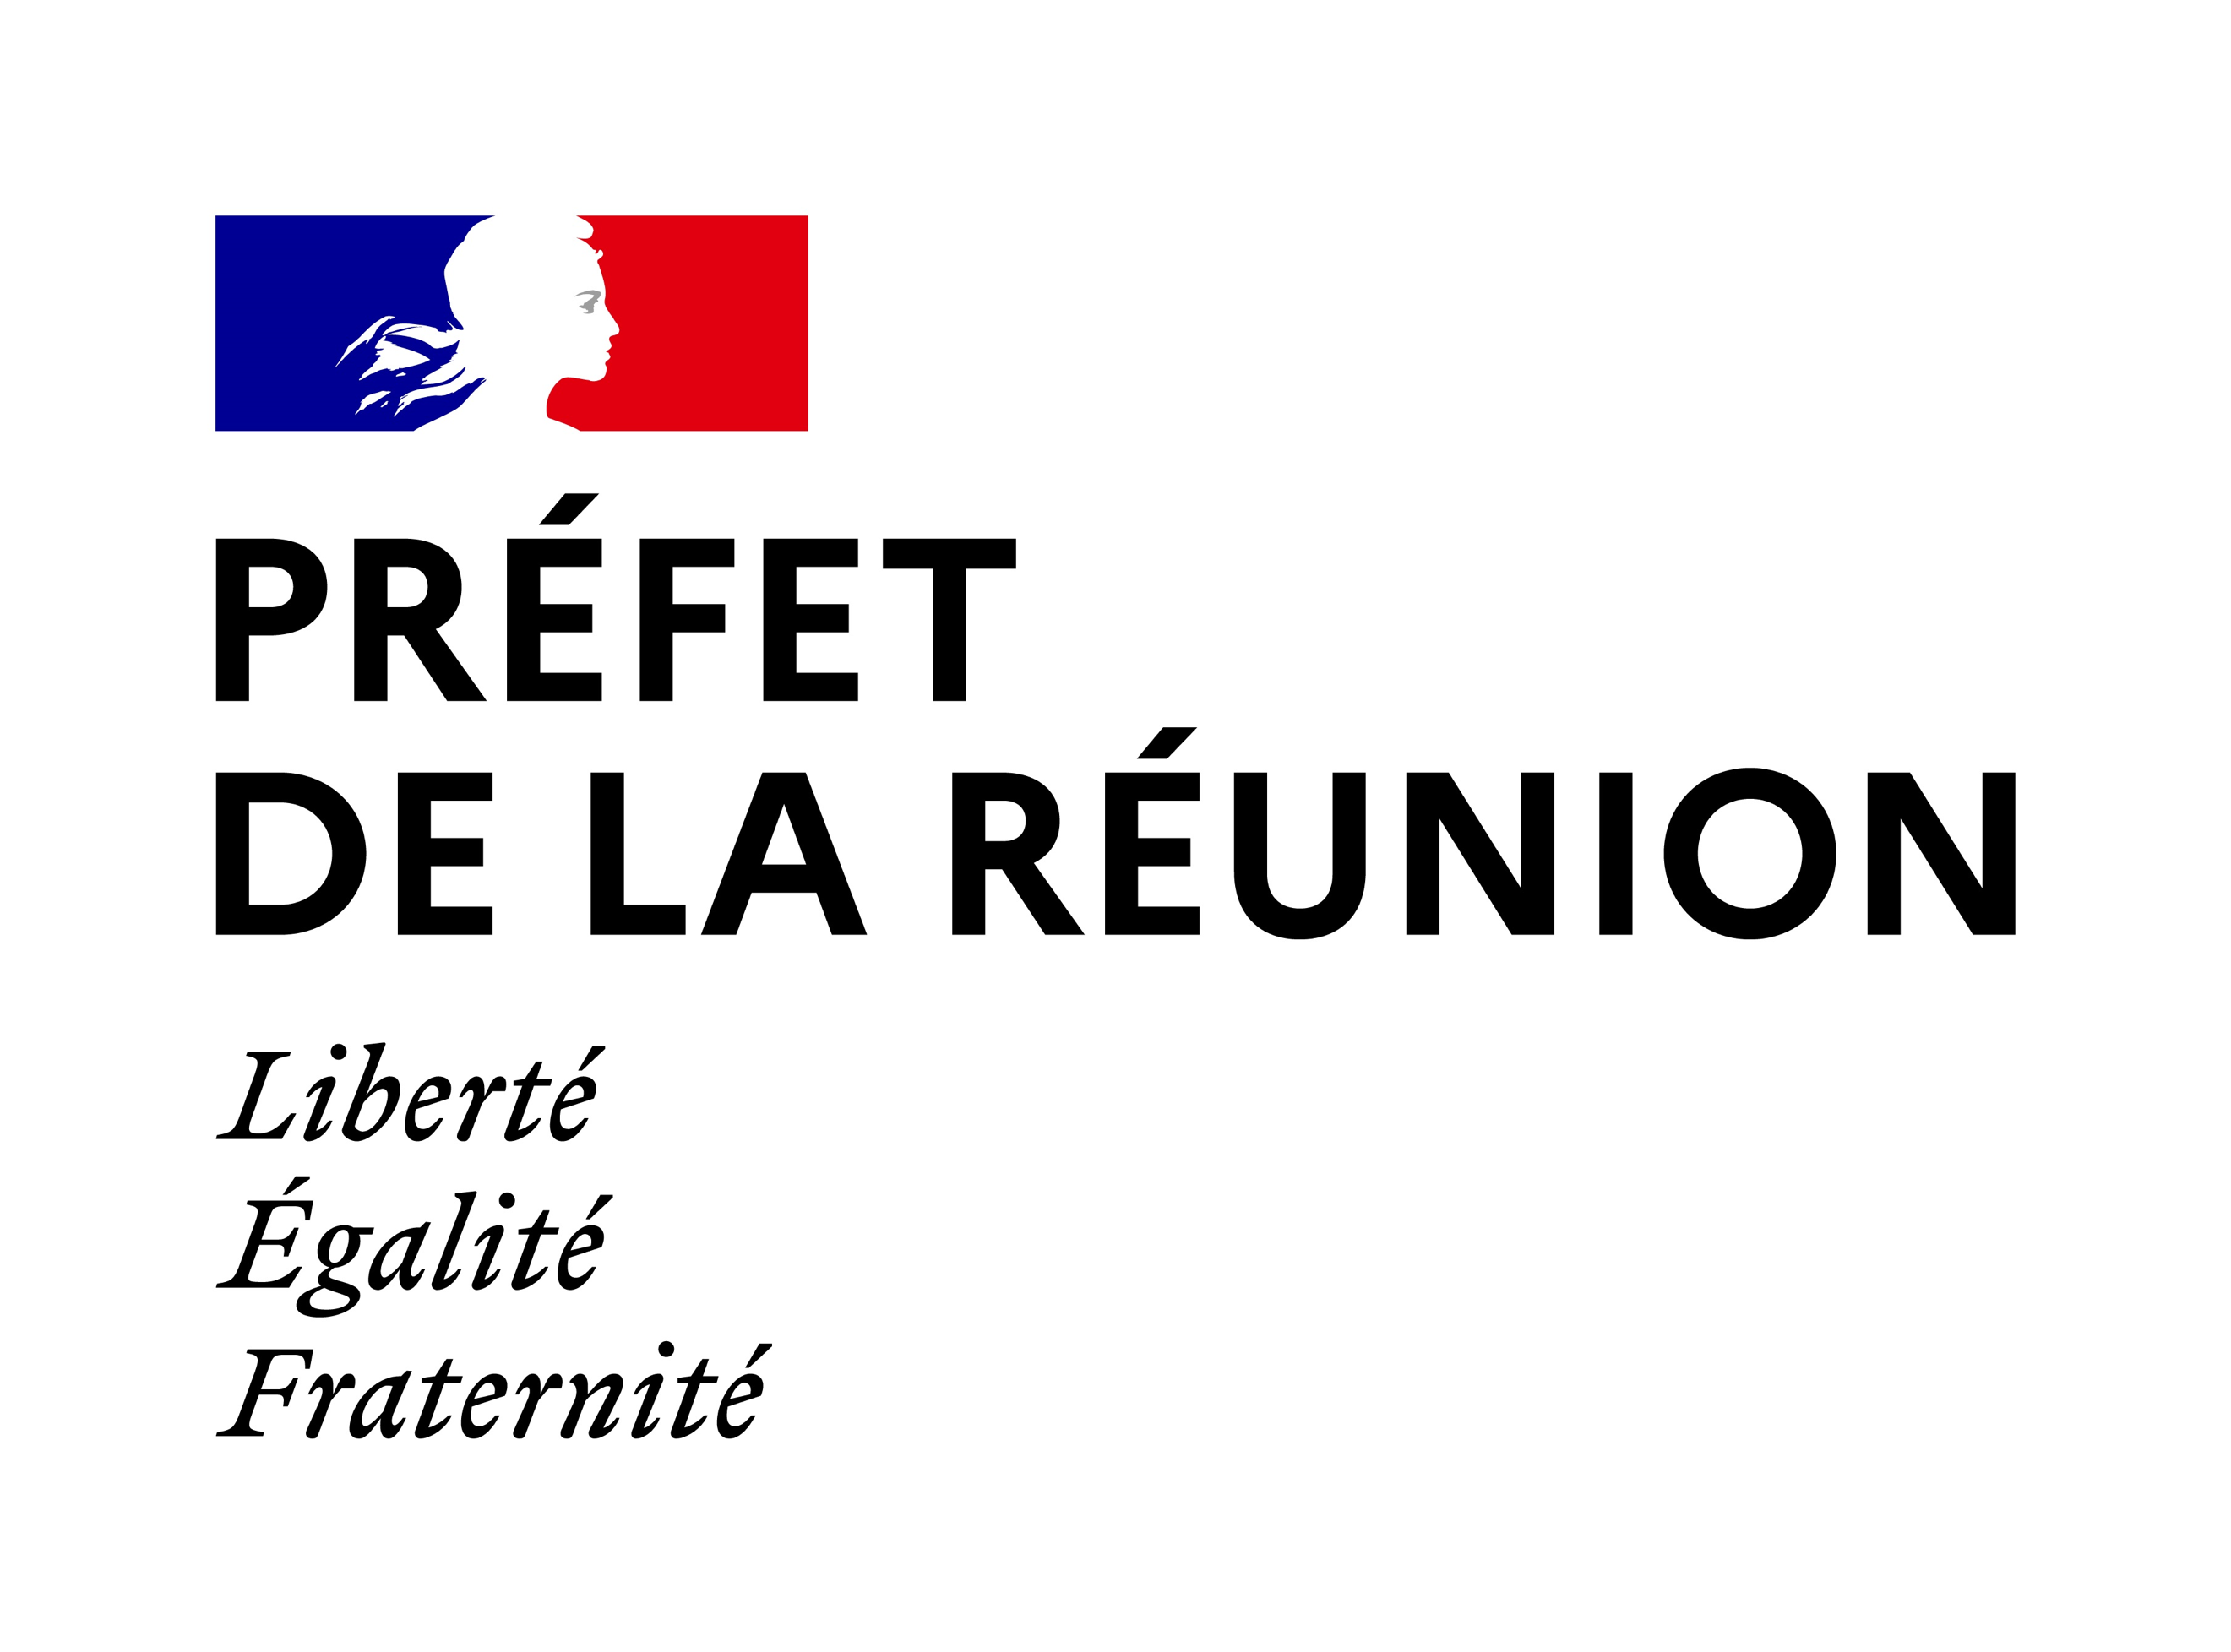 PRÉFET
DE LA RÉUNION
Liberté
Égalité
Fraternité